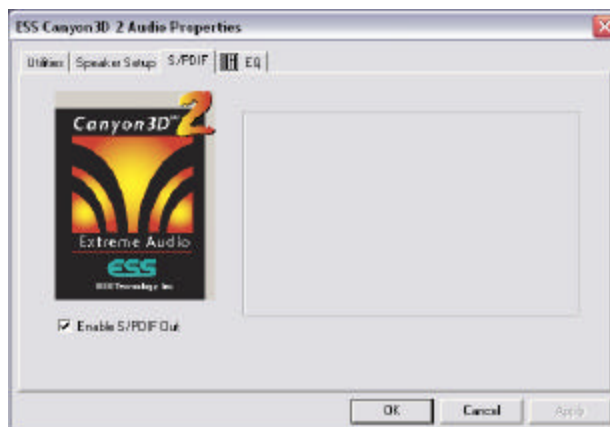 ESS Canyon3D 2 Audio Properties
Utilities Speaker Setup S/PDIF EQ
Canyon3D™ 2
Extreme Audio
ESS
ESS Technology, Inc.
Enable S/PDIF Out
OK Cancel Apply